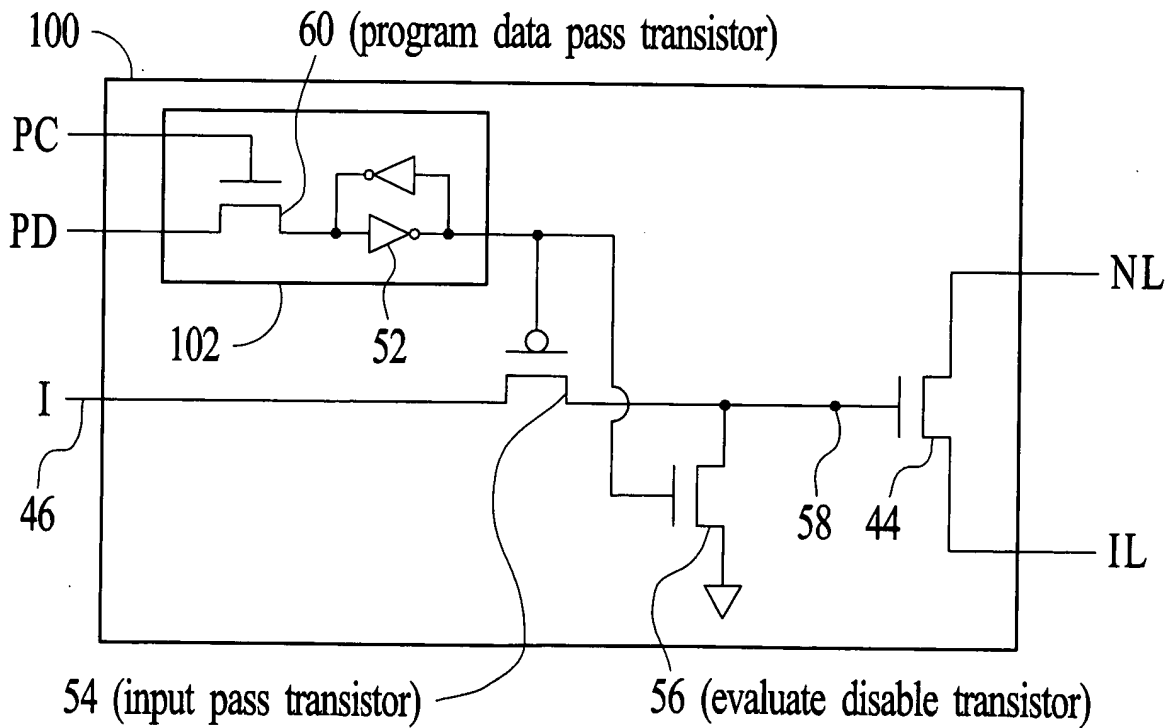 100
60 (program data pass transistor)
PC
PD
NL
102
52
I
46
58
44
IL
54 (input pass transistor)
56 (evaluate disable transistor)